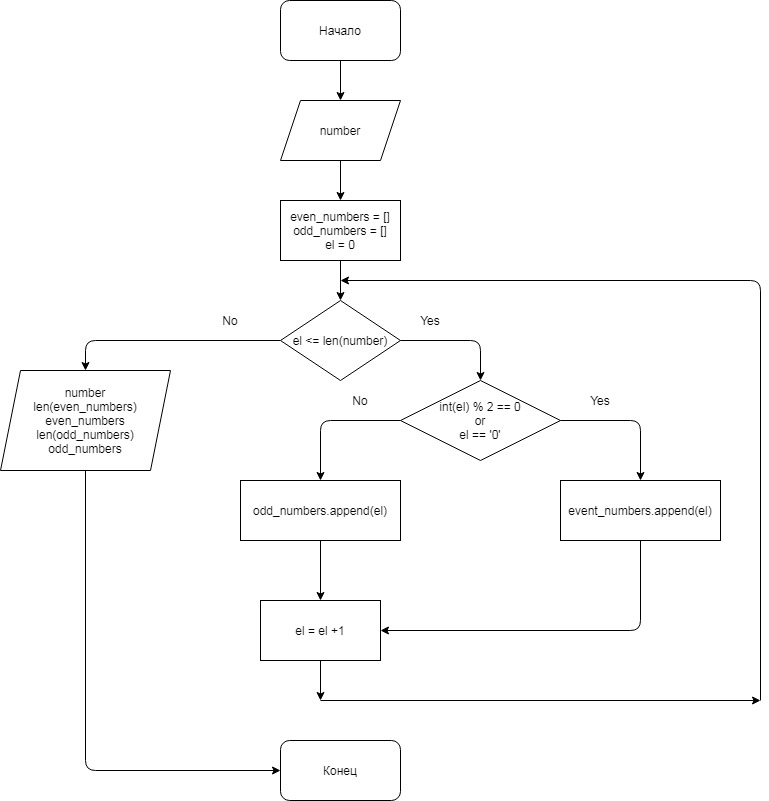 Начало
number
even_numbers = []
odd_numbers = []
el = 0
No
Yes
el <= len(number)
number
len(even_numbers)
even_numbers
len(odd_numbers)
odd_numbers
No
Yes
int(el) % 2 == 0
or
el == '0'
odd_numbers.append(el)
event_numbers.append(el)
el = el +1
Конец